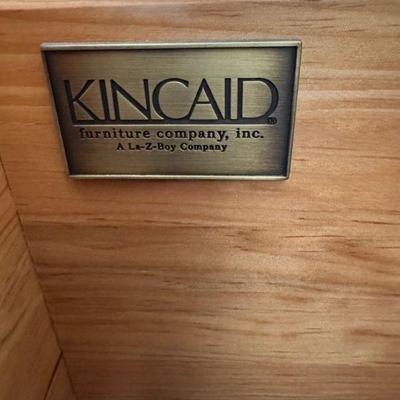 KINCAID®
furniture company, inc.
A La-Z-Boy Company